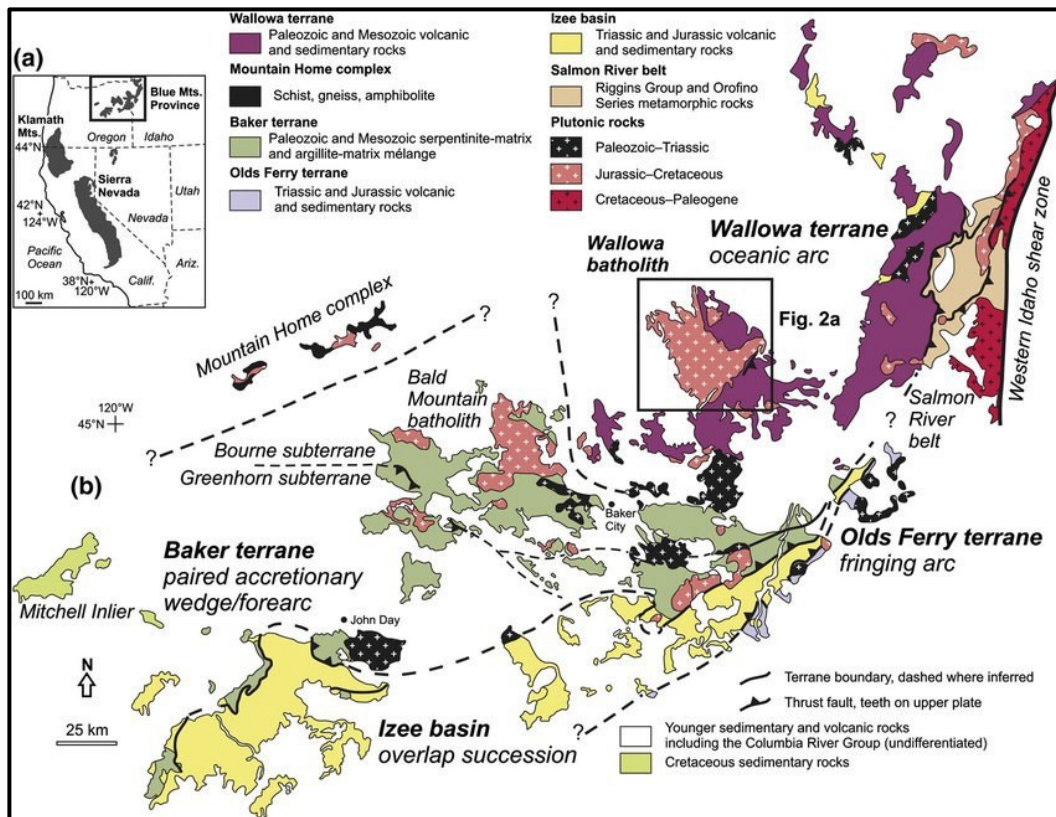 (a)
Klamath
Mts.
44°N
42°N
124°W
Pacific
Ocean
38°N
120°W
100 km
Blue Mts.
Province
Oregon
Idaho
Sierra
Nevada
Nevada
Utah
Calif.
Ariz.
Wallowa terrane
Paleozoic and Mesozoic volcanic
and sedimentary rocks
Mountain Home complex
Schist, gneiss, amphibolite
Baker terrane
Paleozoic and Mesozoic serpentinite-matrix
and argillite-matrix mélange
Olds Ferry terrane
Triassic and Jurassic volcanic
and sedimentary rocks
Izee basin
Triassic and Jurassic volcanic
and sedimentary rocks
Salmon River belt
Riggins Group and Orofino
Series metamorphic rocks
Plutonic rocks
Paleozoic–Triassic
Jurassic–Cretaceous
Cretaceous–Paleogene
Wallowa terrane
oceanic arc
Wallowa
batholith
Fig. 2a
Western Idaho shear zone
Mountain Home complex
?
?
?
?
Salmon
River
belt
120°W
45°N
Bald
Mountain
batholith
Bourne subterrane
Greenhorn subterrane
(b)
Baker
City
Olds Ferry terrane
fringing arc
Baker terrane
paired accretionary
wedge/forearc
Mitchell Inlier
John Day
N
25 km
Izee basin
overlap succession
?
Terrane boundary, dashed where inferred
Thrust fault, teeth on upper plate
Younger sedimentary and volcanic rocks
including the Columbia River Group (undifferentiated)
Cretaceous sedimentary rocks